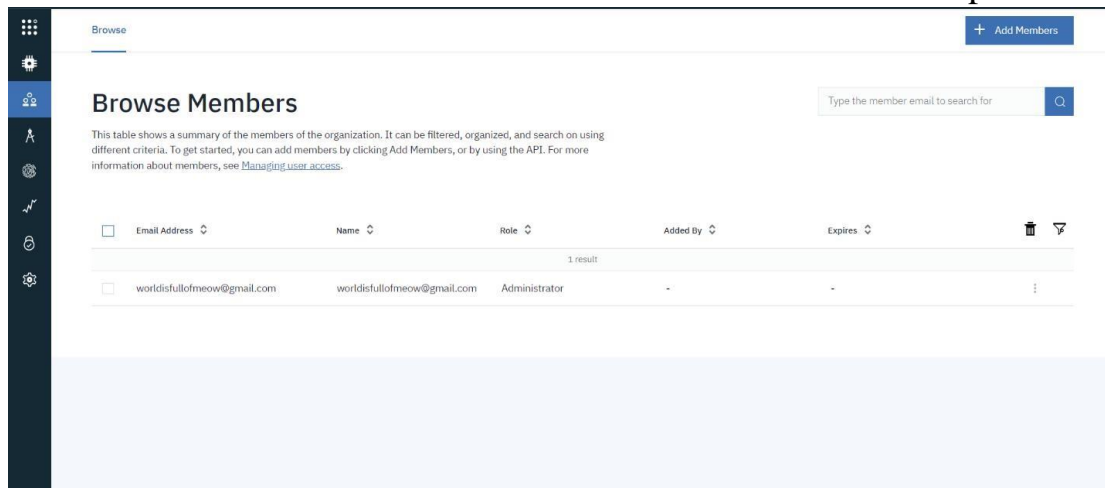 Browse
+ Add Members
Browse Members
Type the member email to search for
This table shows a summary of the members of the organization. It can be filtered, organized, and search on using
different criteria. To get started, you can add members by clicking Add Members, or by using the API. For more
information about members, see Managing user access.
Email Address Name Role Added By Expires
1 result
worldisfullofmeow@gmail.com worldisfullofmeow@gmail.com Administrator - -